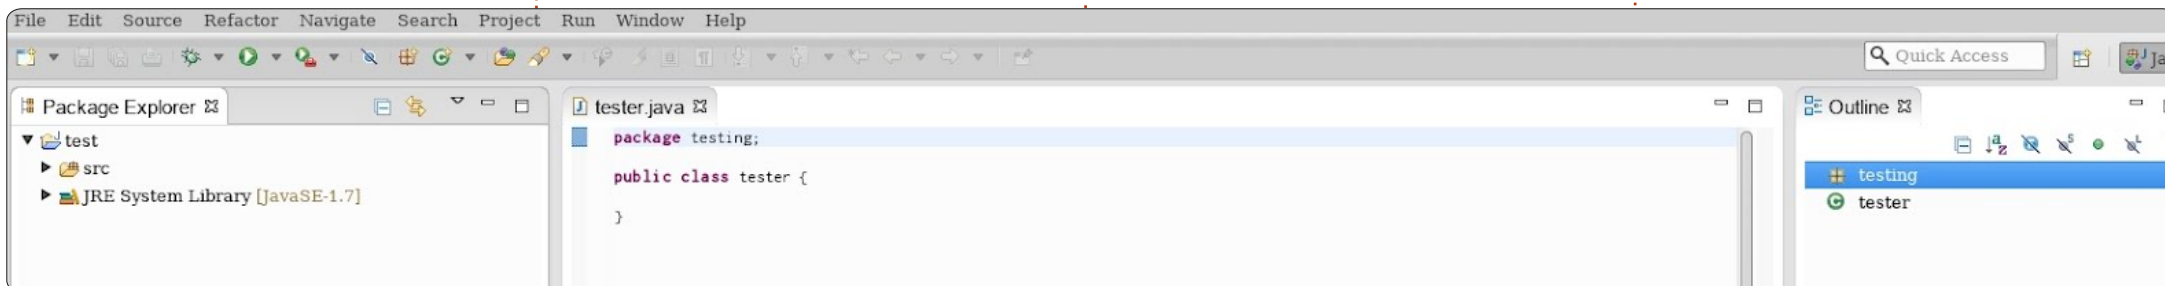 File Edit Source Refactor Navigate Search Project Run Window Help
Quick Access
Ja
Package Explorer
test
src
JRE System Library [JavaSE-1.7]
tester.java
package testing;
public class tester {
}
Outline
testing
tester